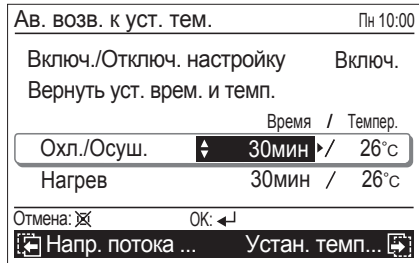 Ав. возв. к уст. тем. Пн 10:00
Включ./Отключ. настройку Включ.
Вернуть уст. врем. и темп.
Время / Темпер.
Охл./Осуш. 30мин / 26°c
Нагрев 30мин / 26°c
Отмена: OK:
Напр. потока ... Устан. темп...